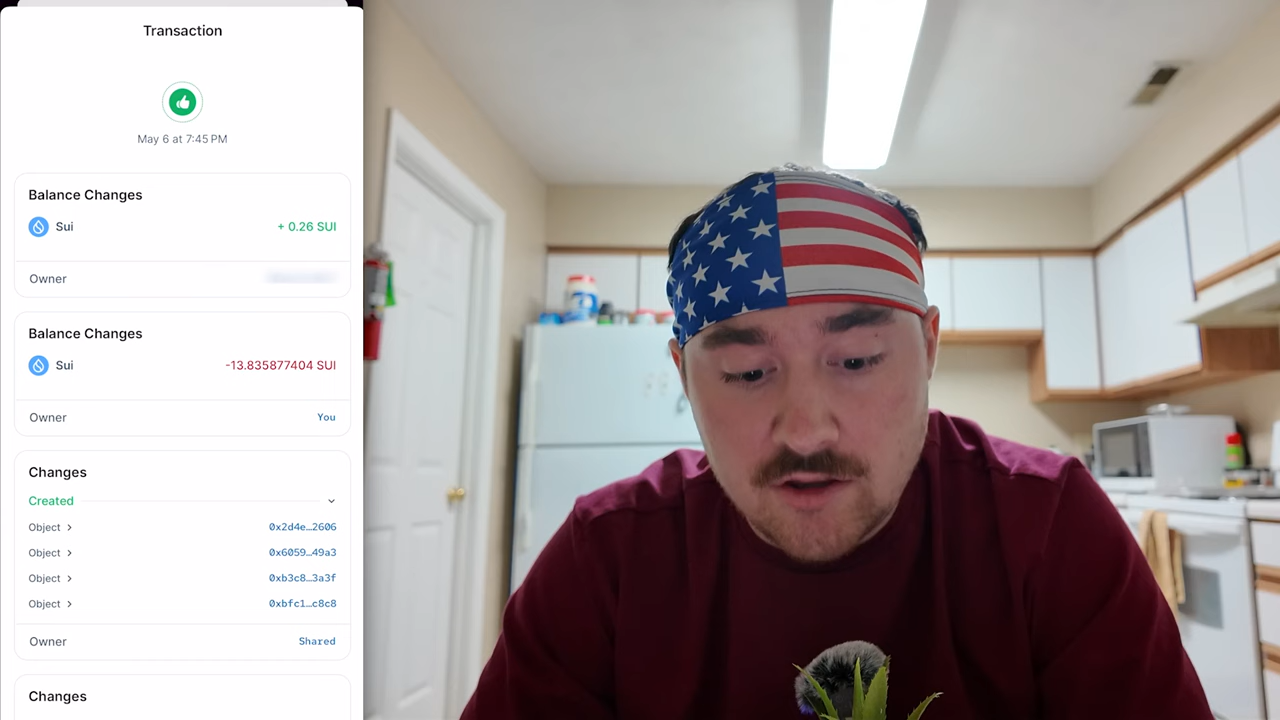 Transaction
May 6 at 7:45 PM
Balance Changes
Sui + 0.26 SUI
Owner
Balance Changes
Sui -13.835877404 SUI
Owner You
Changes
Created
Object > 0x2d4e…2606
Object > 0x6059…49a3
Object > 0xb3c8…3a3f
Object > 0xbfc1…c8c8
Owner Shared
Changes